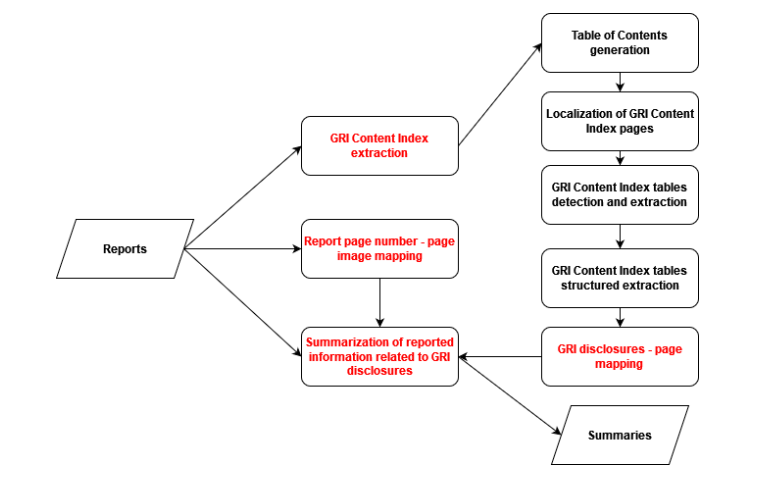 Table of Contents
generation
GRI Content Index
extraction
Localization of GRI Content
Index pages
GRI Content Index tables
detection and extraction
Reports
Report page number - page
image mapping
GRI Content Index tables
structured extraction
Summarization of reported
information related to GRI
disclosures
GRI disclosures - page
mapping
Summaries